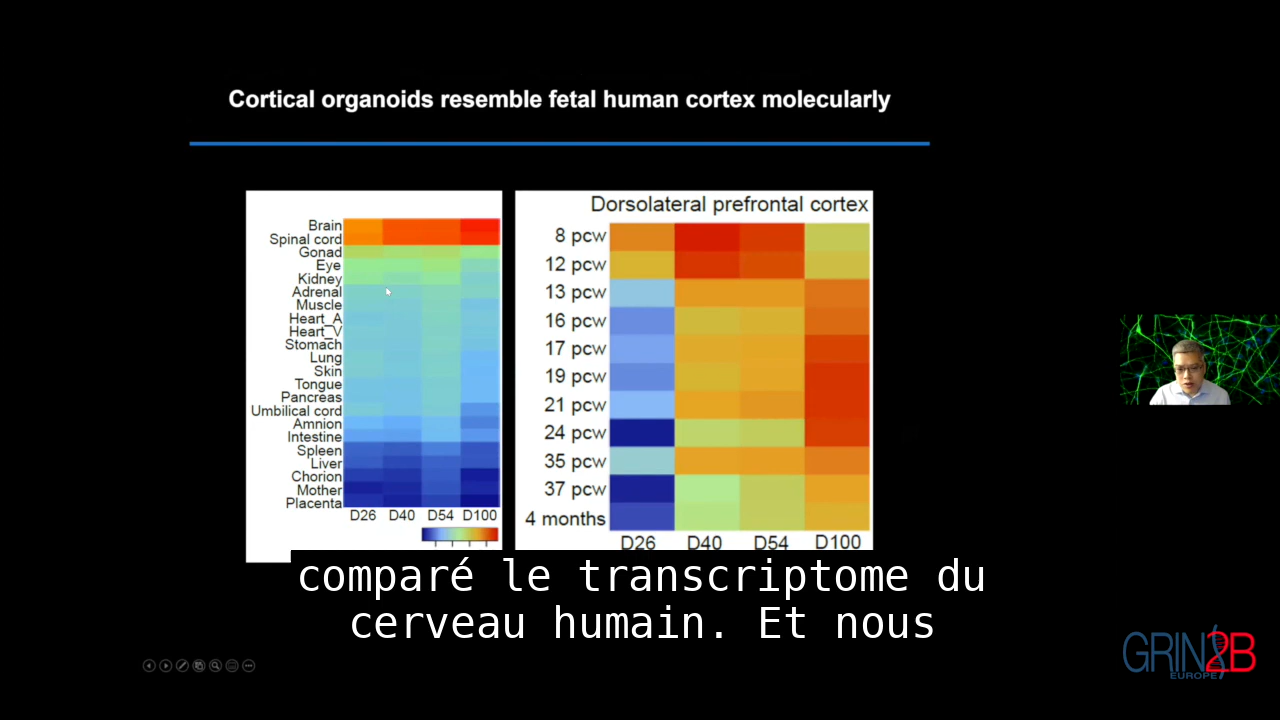 Cortical organoids resemble fetal human cortex molecularly
Brain
Spinal cord
Gonad
Eye
Kidney
Adrenal
Muscle
Heart_A
Heart_V
Stomach
Lung
Skin
Tongue
Pancreas
Umbilical cord
Amnion
Intestine
Spleen
Liver
Chorion
Mother
Placenta
D26 D40 D54 D100
Dorsolateral prefrontal cortex
8 pcw
12 pcw
13 pcw
16 pcw
17 pcw
19 pcw
21 pcw
24 pcw
35 pcw
37 pcw
4 months
D26 D40 D54 D100
comparé le transcriptome du
cerveau humain. Et nous
GRIN2B
EUROPE